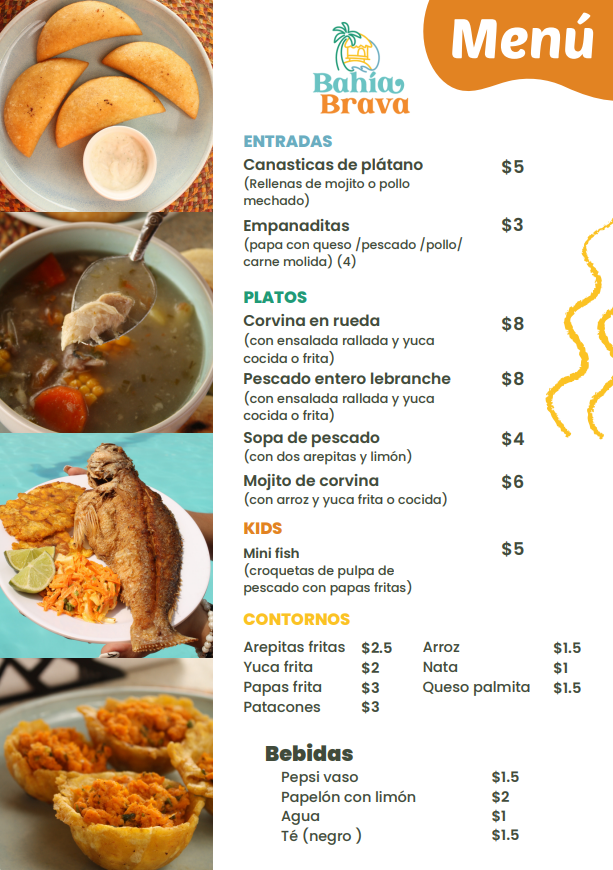 Menú
Bahía
Brava
ENTRADAS
Canasticas de plátano $5
(Rellenas de mojito o pollo
mechado)
Empanaditas $3
(papa con queso /pescado /pollo/
carne molida) (4)
PLATOS
Corvina en rueda $8
(con ensalada rallada y yuca
cocida o frita)
Pescado entero lebranche $8
(con ensalada rallada y yuca
cocida o frita)
Sopa de pescado $4
(con dos arepitas y limón)
Mojito de corvina $6
(con arroz y yuca frita o cocida)
KIDS
Mini fish $5
(croquetas de pulpa de
pescado con papas fritas)
CONTORNOS
Arepitas fritas $2.5 Arroz $1.5
Yuca frita $2 Nata $1
Papas frita $3 Queso palmita $1.5
Patacones $3
Bebidas
Pepsi vaso $1.5
Papelón con limón $2
Agua $1
Té (negro ) $1.5